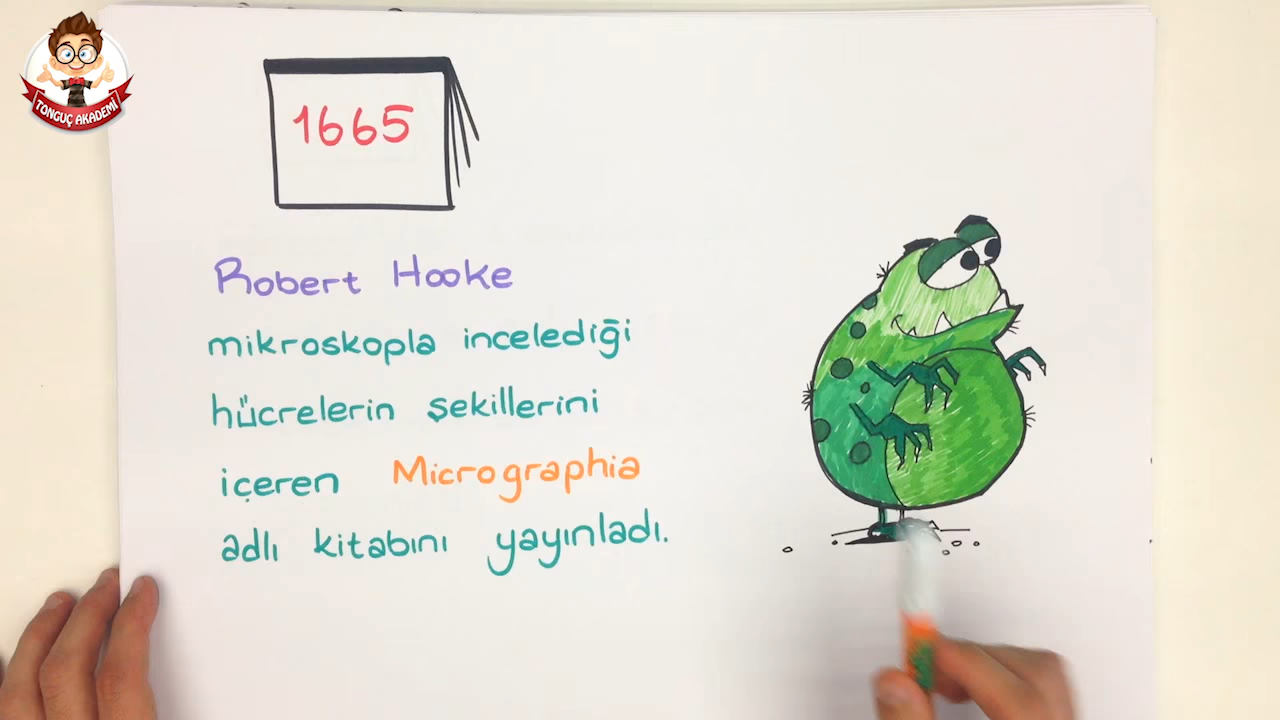 TONGUÇ AKADEMİ
1665
Robert Hooke
mikroskopla incelediği
hücrelerin şekillerini
içeren Micrographia
adlı kitabını yayınladı.